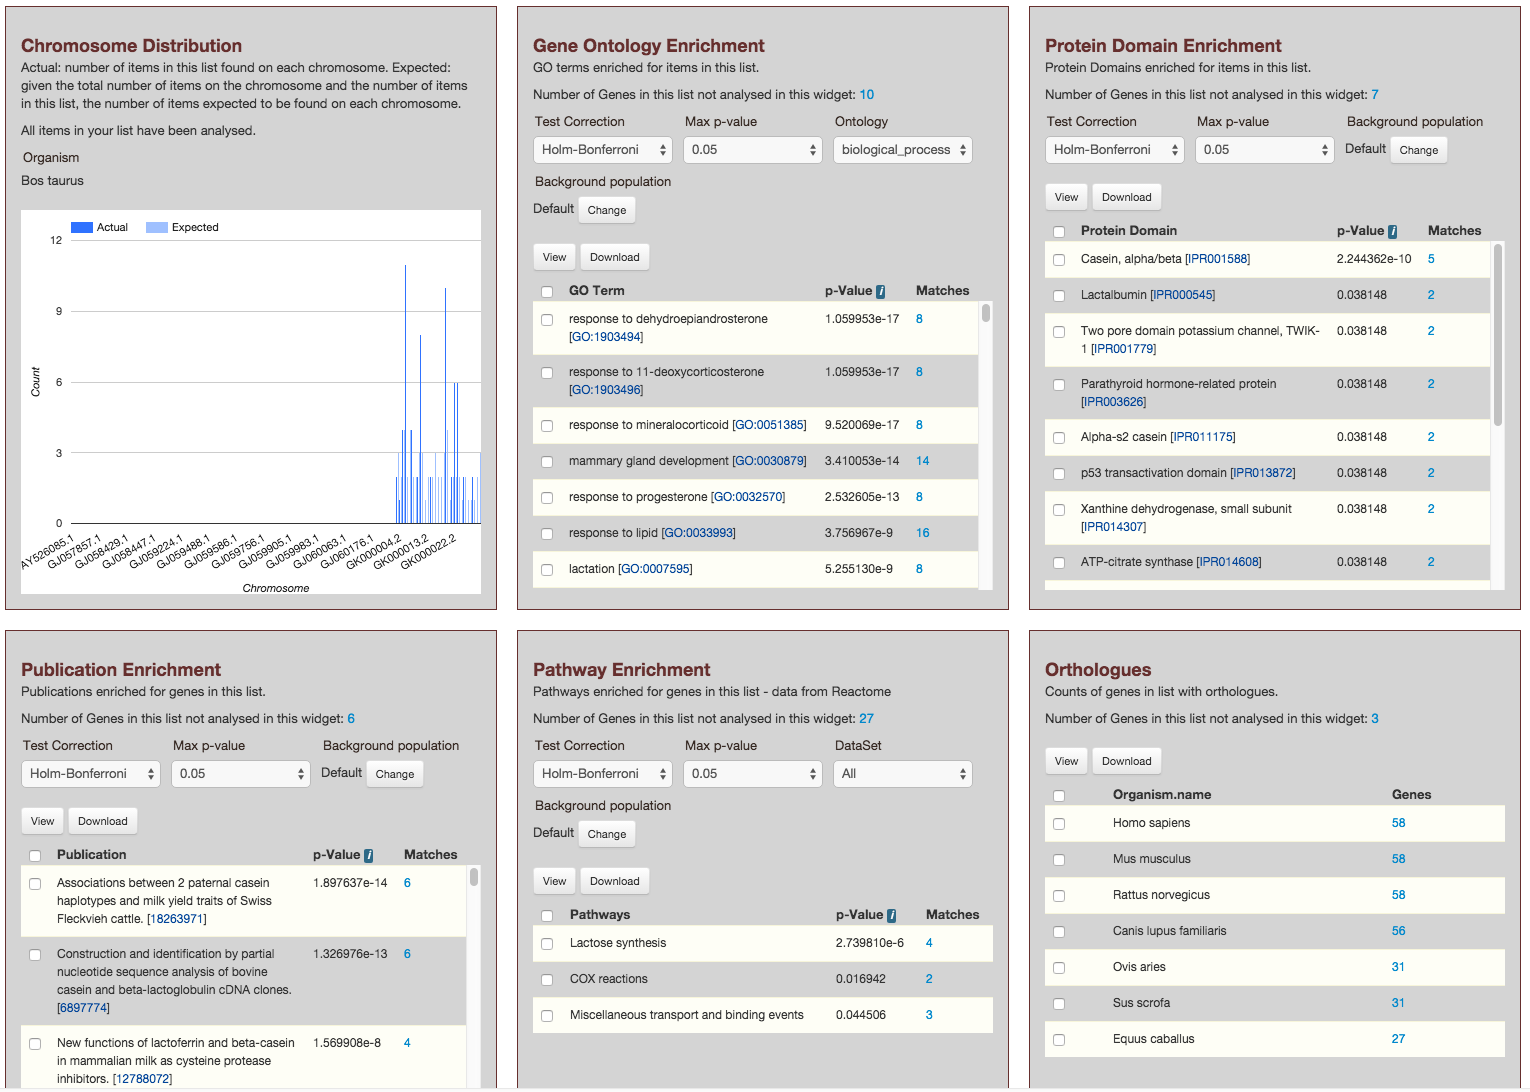 Chromosome Distribution
Actual: number of items in this list found on each chromosome. Expected:
given the total number of items on the chromosome and the number of items
in this list, the number of items expected to be found on each chromosome.
All items in your list have been analysed.
Organism
Bos taurus
Actual
Expected
12
9
6
3
0
Count
AY526085.1
GJ057857.1
GJ058429.1
GJ058447.1
GJ059224.1
GJ059488.1
GJ059586.1
GJ059756.1
GJ059905.1
GJ059983.1
GJ060063.1
GJ060176.1
GK000004.2
GK000013.2
GK000022.2
Chromosome
Gene Ontology Enrichment
GO terms enriched for items in this list.
Number of Genes in this list not analysed in this widget: 10
Test Correction Max p-value Ontology
Holm-Bonferroni 0.05 biological_process
Background population
Default Change
View Download
GO Term p-Value i Matches
response to dehydroepiandrosterone 1.059953e-17 8
[GO:1903494]
response to 11-deoxycorticosterone 1.059953e-17 8
[GO:1903496]
response to mineralocorticoid [GO:0051385] 9.520069e-17 8
mammary gland development [GO:0030879] 3.410053e-14 14
response to progesterone [GO:0032570] 2.532605e-13 8
response to lipid [GO:0033993] 3.756967e-9 16
lactation [GO:0007595] 5.255130e-9 8
Protein Domain Enrichment
Protein Domains enriched for items in this list.
Number of Genes in this list not analysed in this widget: 7
Test Correction Max p-value Background population
Holm-Bonferroni 0.05 Default Change
View Download
Protein Domain p-Value i Matches
Casein, alpha/beta [IPR001588] 2.244362e-10 5
Lactalbumin [IPR000545] 0.038148 2
Two pore domain potassium channel, TWIK- 0.038148 2
1 [IPR001779]
Parathyroid hormone-related protein 0.038148 2
[IPR003626]
Alpha-s2 casein [IPR011175] 0.038148 2
p53 transactivation domain [IPR013872] 0.038148 2
Xanthine dehydrogenase, small subunit 0.038148 2
[IPR014307]
ATP-citrate synthase [IPR014608] 0.038148 2
Publication Enrichment
Publications enriched for genes in this list.
Number of Genes in this list not analysed in this widget: 6
Test Correction Max p-value Background population
Holm-Bonferroni 0.05 Default Change
View Download
Publication p-Value i Matches
Associations between 2 paternal casein 1.897637e-14 6
haplotypes and milk yield traits of Swiss
Fleckvieh cattle. [18263971]
Construction and identification by partial 1.326976e-13 6
nucleotide sequence analysis of bovine
casein and beta-lactoglobulin cDNA clones.
[6897774]
New functions of lactoferrin and beta-casein 1.569908e-8 4
in mammalian milk as cysteine protease
inhibitors. [12788072]
Pathway Enrichment
Pathways enriched for genes in this list - data from Reactome
Number of Genes in this list not analysed in this widget: 27
Test Correction Max p-value DataSet
Holm-Bonferroni 0.05 All
Background population
Default Change
View Download
Pathways p-Value i Matches
Lactose synthesis 2.739810e-6 4
COX reactions 0.016942 2
Miscellaneous transport and binding events 0.044506 3
Orthologues
Counts of genes in list with orthologues.
Number of Genes in this list not analysed in this widget: 3
View Download
Organism.name Genes
Homo sapiens 58
Mus musculus 58
Rattus norvegicus 58
Canis lupus familiaris 56
Ovis aries 31
Sus scrofa 31
Equus caballus 27